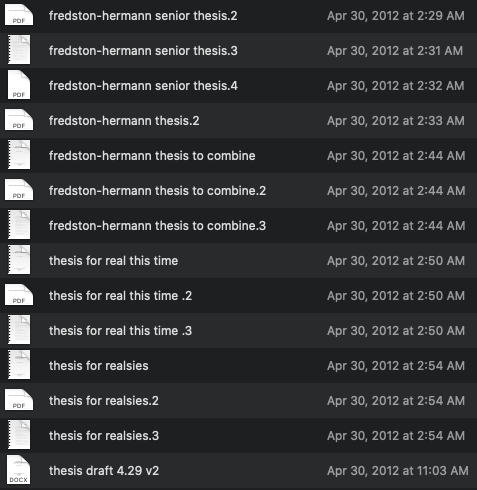 fredston-hermann senior thesis.2 Apr 30, 2012 at 2:29 AM
fredston-hermann senior thesis.3 Apr 30, 2012 at 2:31 AM
fredston-hermann senior thesis.4 Apr 30, 2012 at 2:32 AM
fredston-hermann thesis.2 Apr 30, 2012 at 2:33 AM
fredston-hermann thesis to combine Apr 30, 2012 at 2:44 AM
fredston-hermann thesis to combine.2 Apr 30, 2012 at 2:44 AM
fredston-hermann thesis to combine.3 Apr 30, 2012 at 2:44 AM
thesis for real this time Apr 30, 2012 at 2:50 AM
thesis for real this time .2 Apr 30, 2012 at 2:50 AM
thesis for real this time .3 Apr 30, 2012 at 2:50 AM
thesis for realsies Apr 30, 2012 at 2:54 AM
thesis for realsies.2 Apr 30, 2012 at 2:54 AM
thesis for realsies.3 Apr 30, 2012 at 2:54 AM
thesis draft 4.29 v2 Apr 30, 2012 at 11:03 AM
PDF
PDF
PDF
PDF
PDF
PDF
DOCX